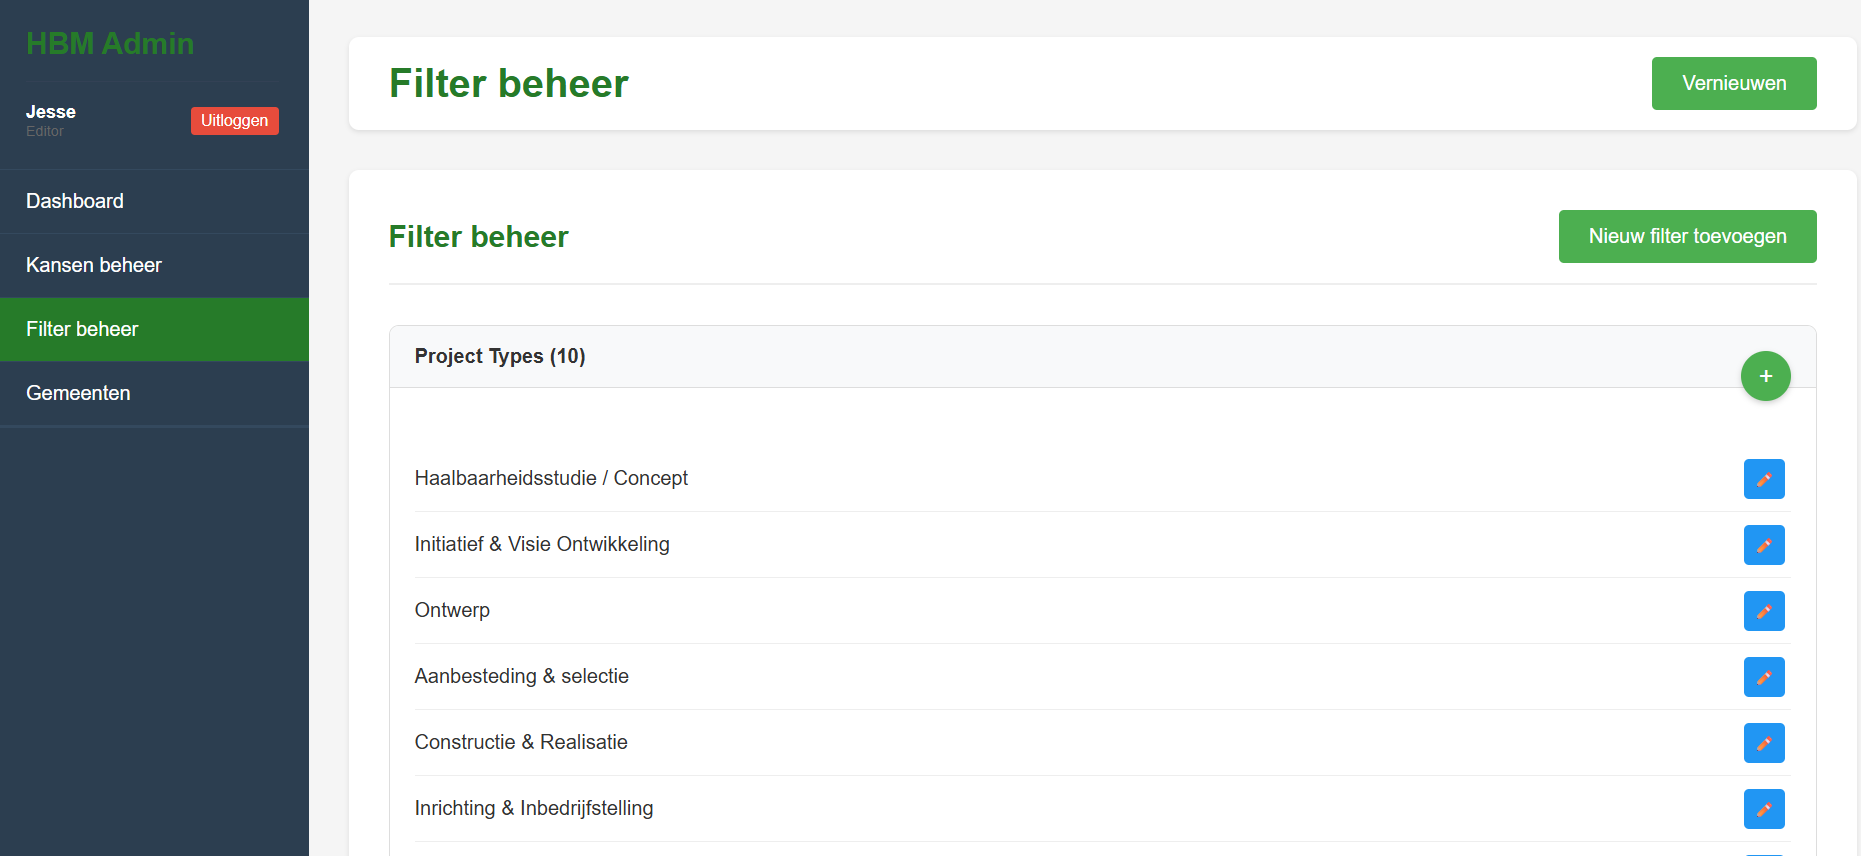 HBM Admin
Jesse
Editor
Uitloggen
Dashboard
Kansen beheer
Filter beheer
Gemeenten
Filter beheer
Vernieuwen
Filter beheer
Nieuw filter toevoegen
Project Types (10)
+
Haalbaarheidsstudie / Concept
Initiatief & Visie Ontwikkeling
Ontwerp
Aanbesteding & selectie
Constructie & Realisatie
Inrichting & Inbedrijfstelling